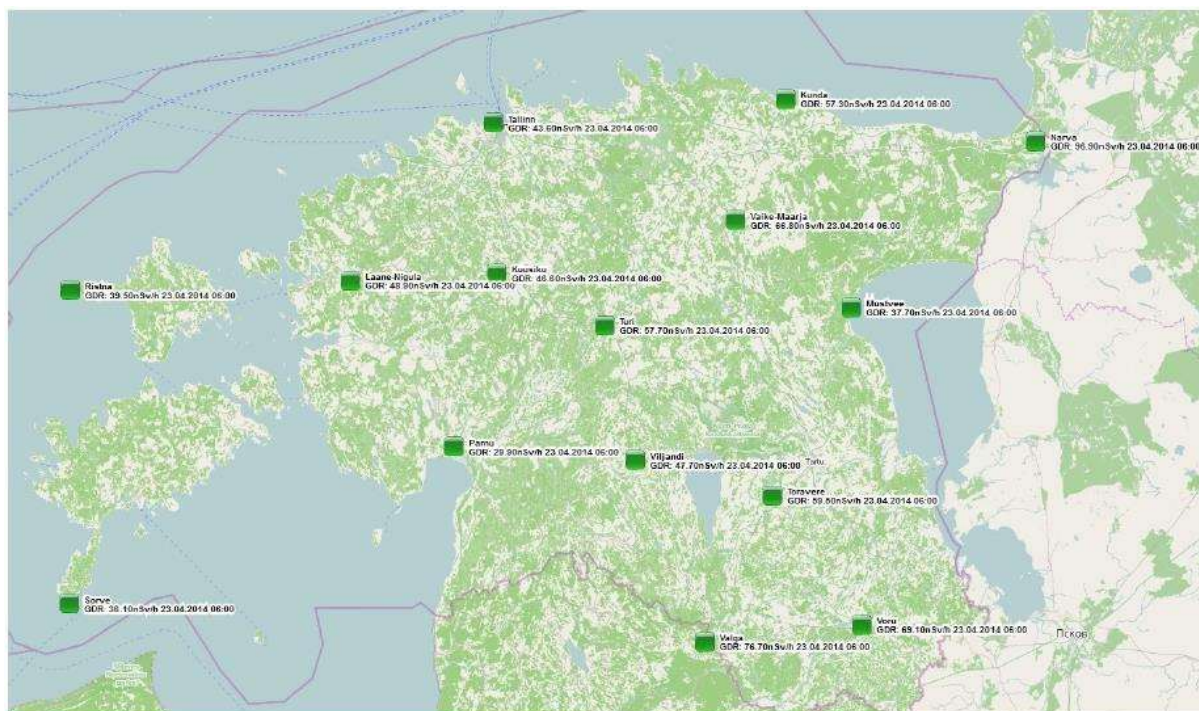 Kunda
GDR: 57.30nSv/h 23.04.2014 06:00
Tallinn
GDR: 43.60nSv/h 23.04.2014 06:00
Narva
GDR: 96.90nSv/h 23.04.2014 06:00
Vaike-Maarja
GDR: 66.80nSv/h 23.04.2014 06:00
Kuusiku
GDR: 46.60nSv/h 23.04.2014 06:00
Laane-Nigula
GDR: 48.90nSv/h 23.04.2014 06:00
Ristna
GDR: 39.50nSv/h 23.04.2014 06:00
Mustvee
GDR: 37.70nSv/h 23.04.2014 06:00
Turi
GDR: 57.70nSv/h 23.04.2014 06:00
Parnu
GDR: 29.90nSv/h 23.04.2014 06:00
Viljandi
GDR: 47.70nSv/h 23.04.2014 06:00
Tartu
Toravere
GDR: 59.80nSv/h 23.04.2014 06:00
Sorve
GDR: 36.10nSv/h 23.04.2014 06:00
Voru
GDR: 69.10nSv/h 23.04.2014 06:00
Псков
Valga
GDR: 76.70nSv/h 23.04.2014 06:00